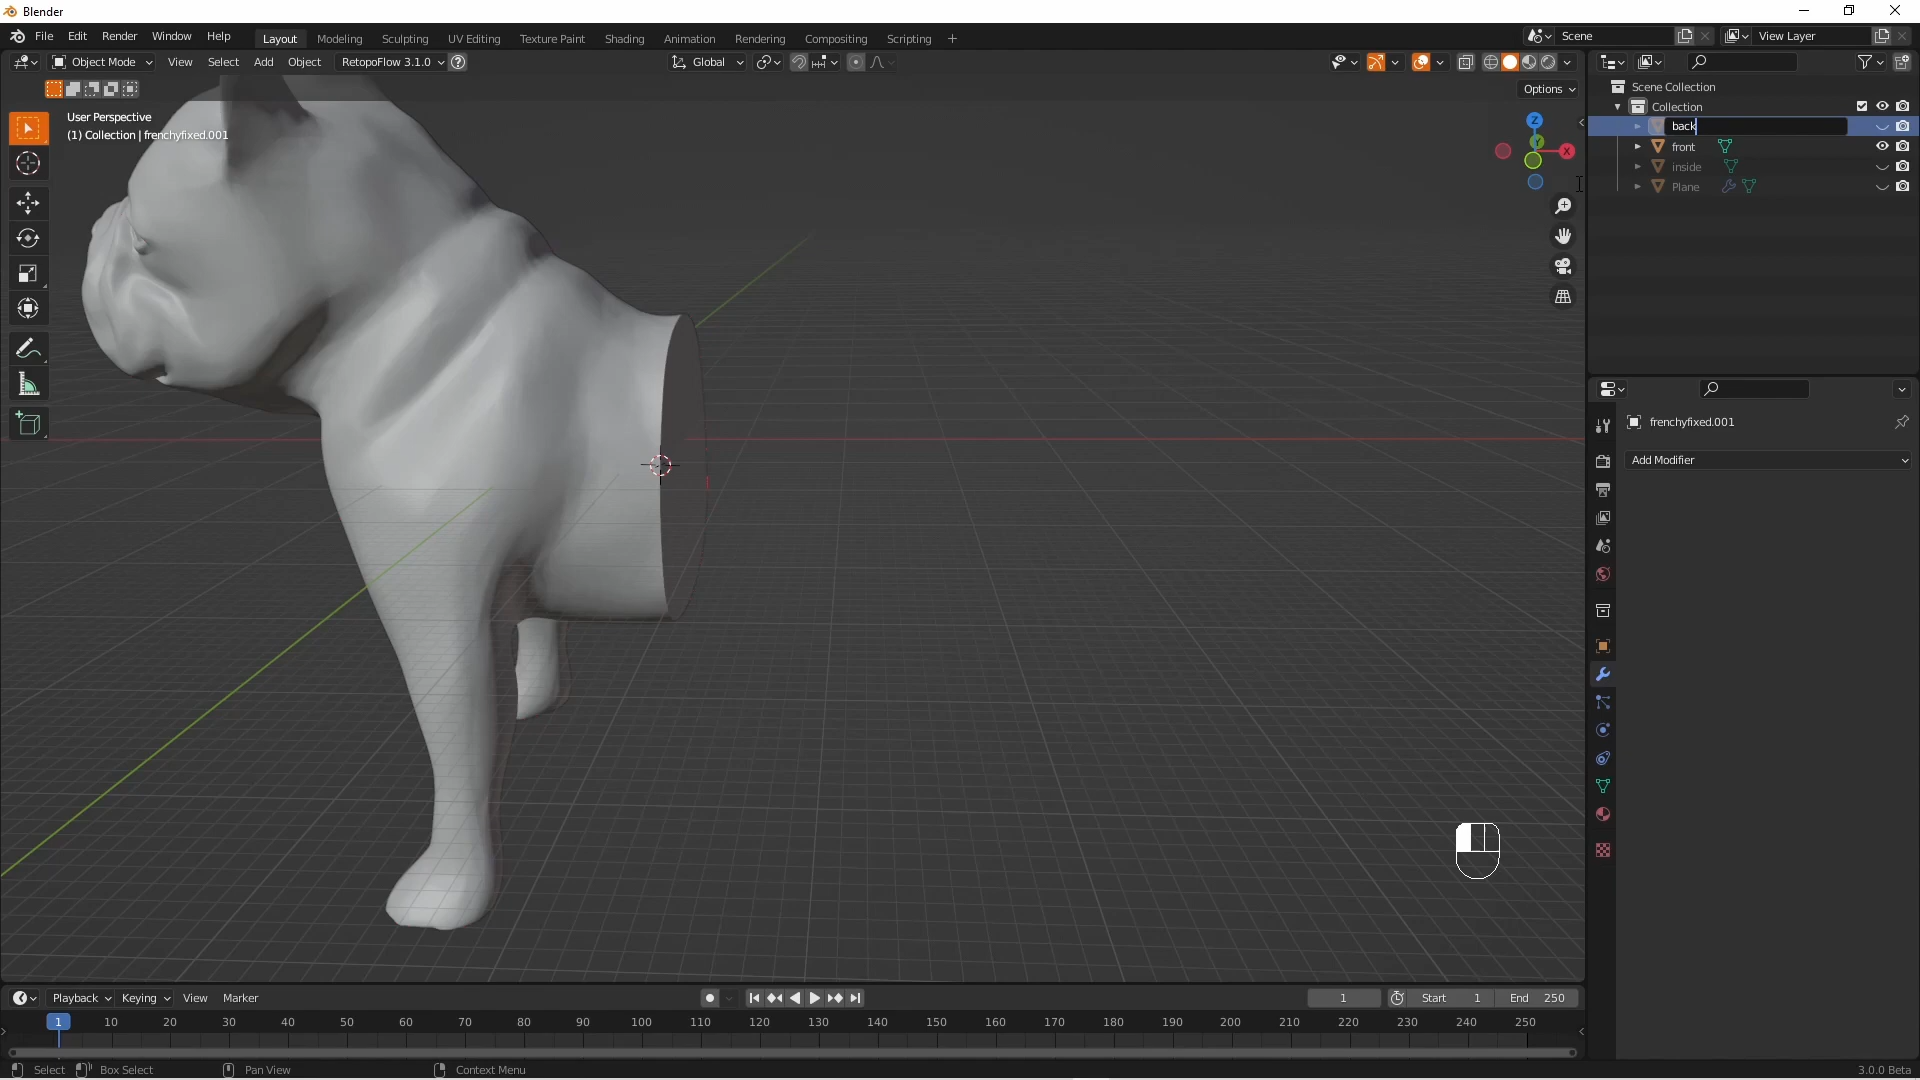 Blender
File Edit Render Window Help
Layout Modeling Sculpting UV Editing Texture Paint Shading Animation Rendering Compositing Scripting +
Scene View Layer
Object Mode View Select Add Object RetopoFlow 3.1.0 Global
Options
User Perspective
(1) Collection | frenchyfixed.001
Z
Y
X
Scene Collection
Collection
back
front
inside
Plane
frenchyfixed.001
Add Modifier
Playback Keying View Marker
1 Start 1 End 250
1 10 20 30 40 50 60 70 80 90 100 110 120 130 140 150 160 170 180 190 200 210 220 230 240 250
Select Box Select Pan View Context Menu 3.0.0 Beta